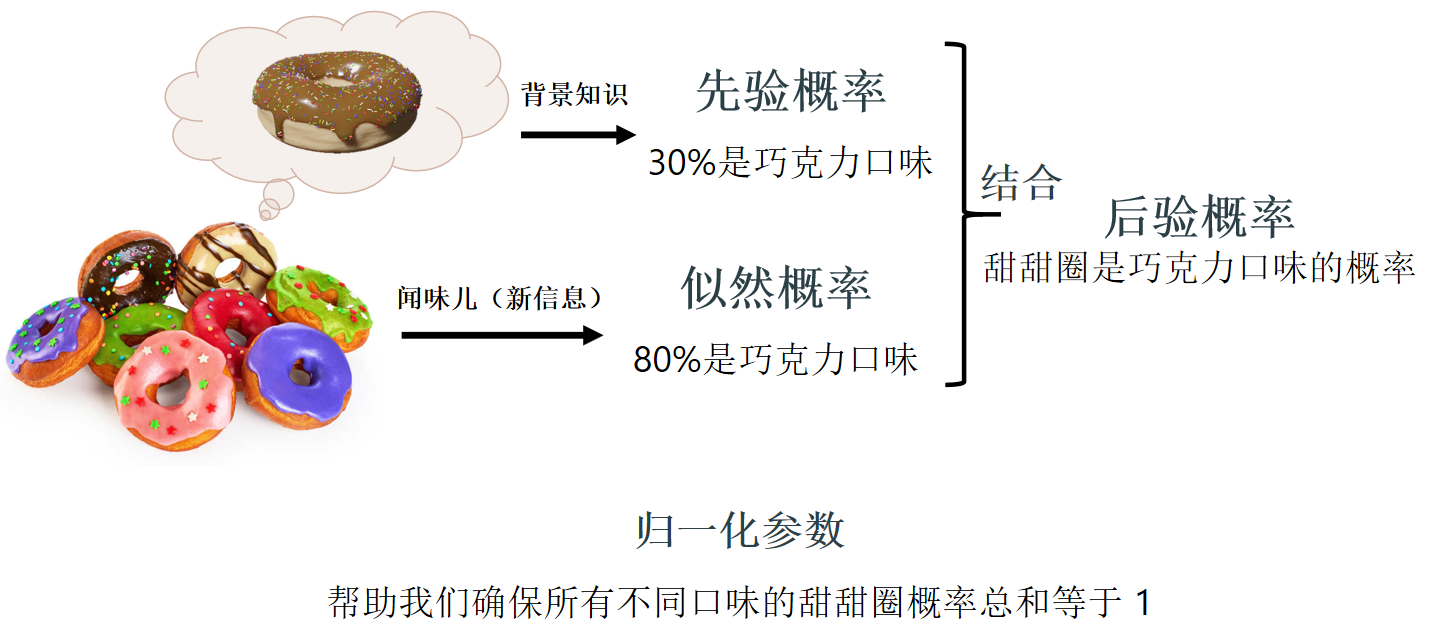 背景知识
先验概率
30%是巧克力口味
闻味儿（新信息）
似然概率
80%是巧克力口味
结合
后验概率
甜甜圈是巧克力口味的概率
归一化参数
帮助我们确保所有不同口味的甜甜圈概率总和等于 1